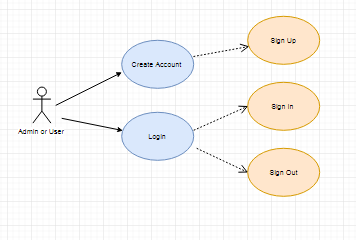 Sign Up
Create Account
Sign In
Admin or User
Login
Sign Out